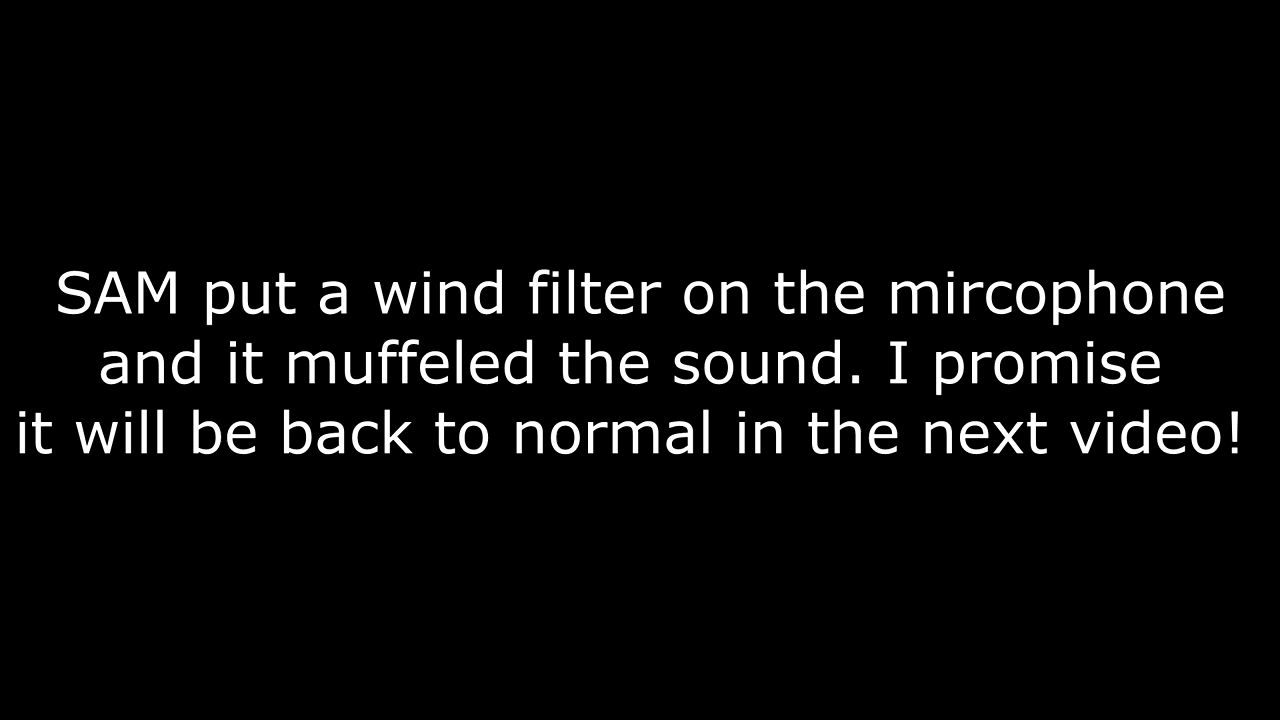 SAM put a wind filter on the mircophone
and it muffeled the sound. I promise
it will be back to normal in the next video!